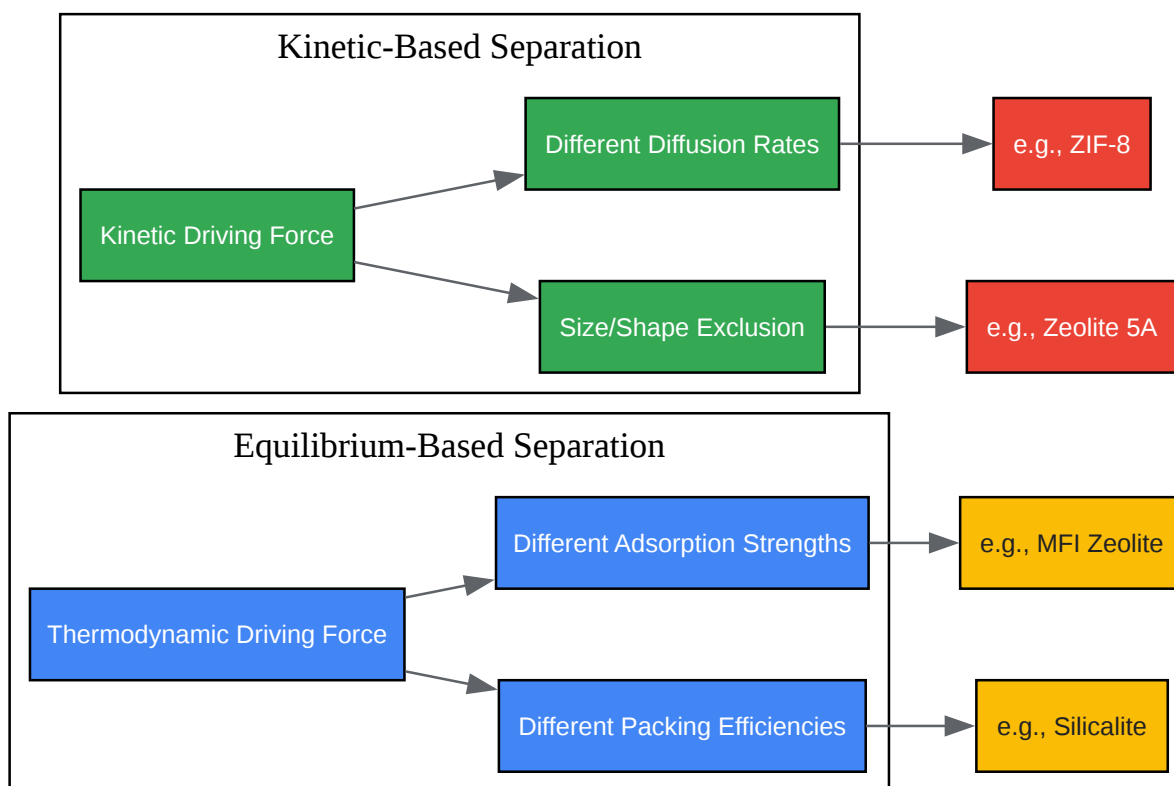 Kinetic-Based Separation
Different Diffusion Rates
e.g., ZIF-8
Kinetic Driving Force
Size/Shape Exclusion
e.g., Zeolite 5A
Equilibrium-Based Separation
Different Adsorption Strengths
e.g., MFI Zeolite
Thermodynamic Driving Force
Different Packing Efficiencies
e.g., Silicalite